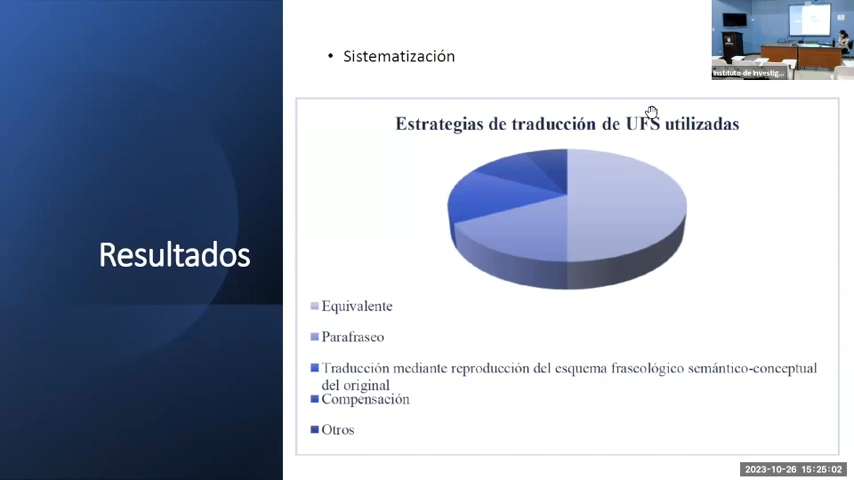 • Sistematización
Instituto de Investig...
Estrategias de traducción de UFS utilizadas
Resultados
Equivalente
Parafraseo
Traducción mediante reproducción del esquema fraseológico semántico-conceptual
del original
Compensación
Otros
2023-10-26 15:25:02